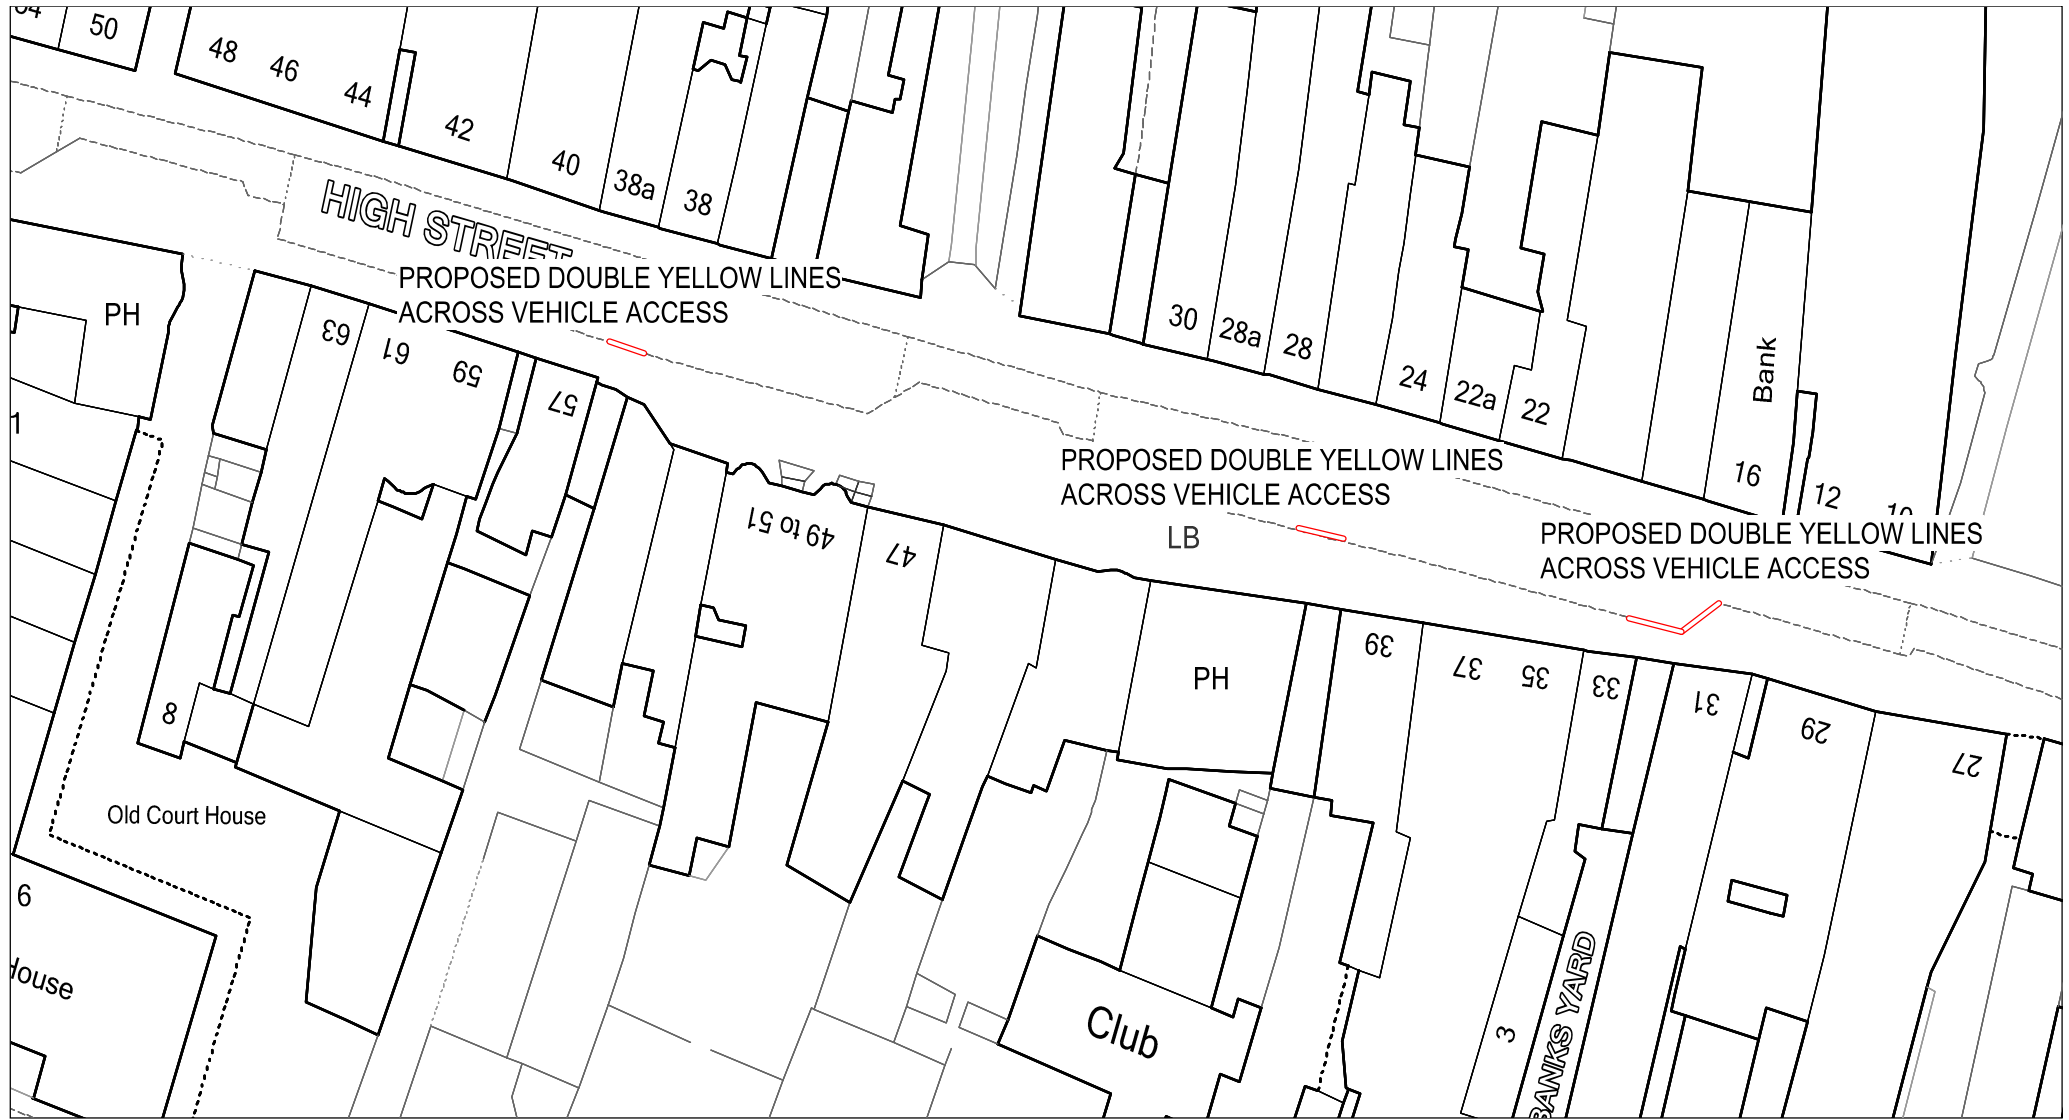 50
48
46
44
42
40
38a
38
HIGH STREET
PROPOSED DOUBLE YELLOW LINES
ACROSS VEHICLE ACCESS
PH
63
61
59
57
30
28a
28
24
22a
22
Bank
16
12
10
PROPOSED DOUBLE YELLOW LINES
ACROSS VEHICLE ACCESS
LB
PROPOSED DOUBLE YELLOW LINES
ACROSS VEHICLE ACCESS
1
49 to 51
47
PH
39
37
35
33
31
29
27
8
Old Court House
6
House
Club
3
BANKS YARD